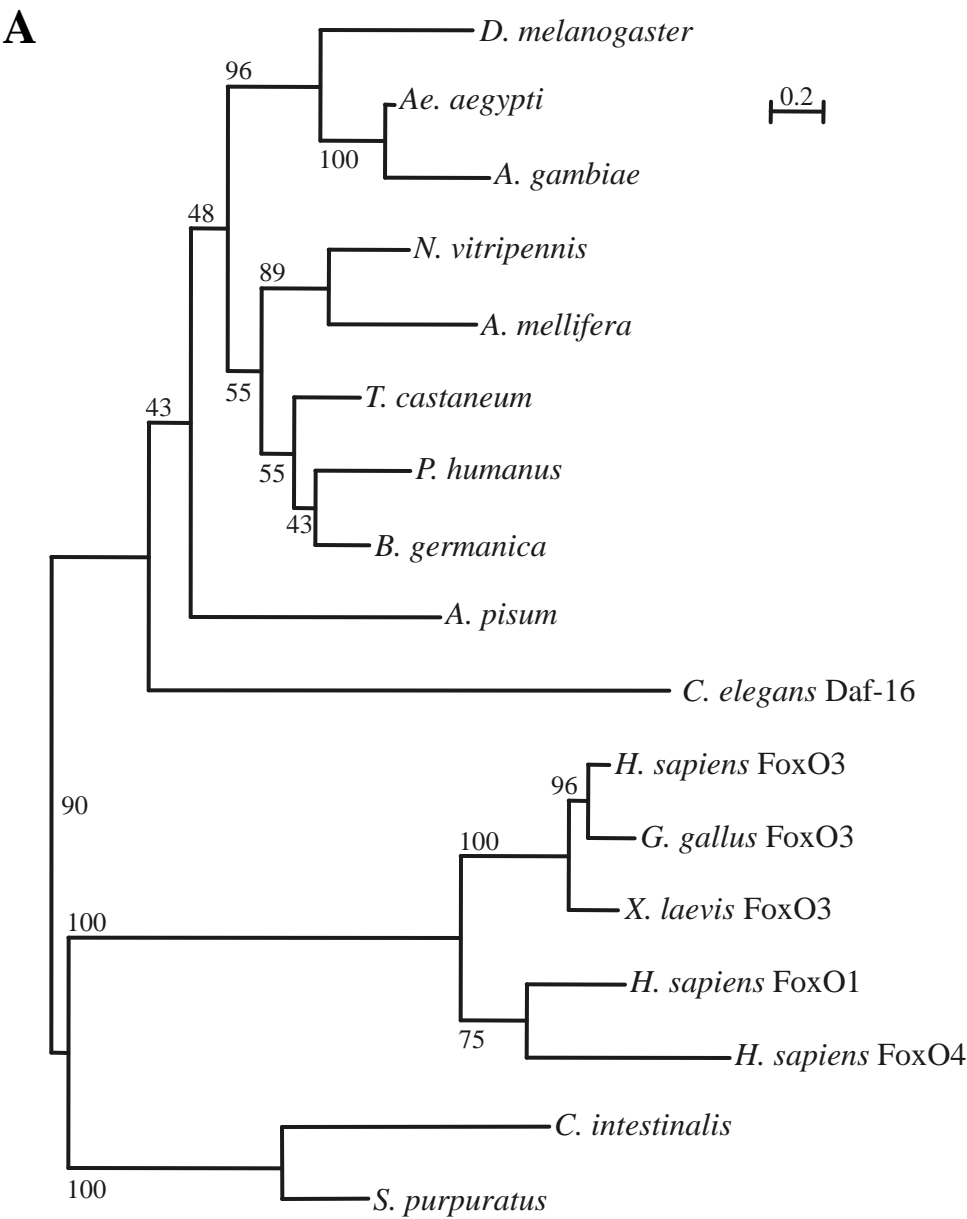 A
D. melanogaster
96
Ae. aegypti
0.2
100
A. gambiae
48
N. vitripennis
89
A. mellifera
55
T. castaneum
43
P. humanus
55
43
B. germanica
A. pisum
C. elegans Daf-16
H. sapiens FoxO3
96
90
G. gallus FoxO3
100
X. laevis FoxO3
100
H. sapiens FoxO1
75
H. sapiens FoxO4
C. intestinalis
100
S. purpuratus